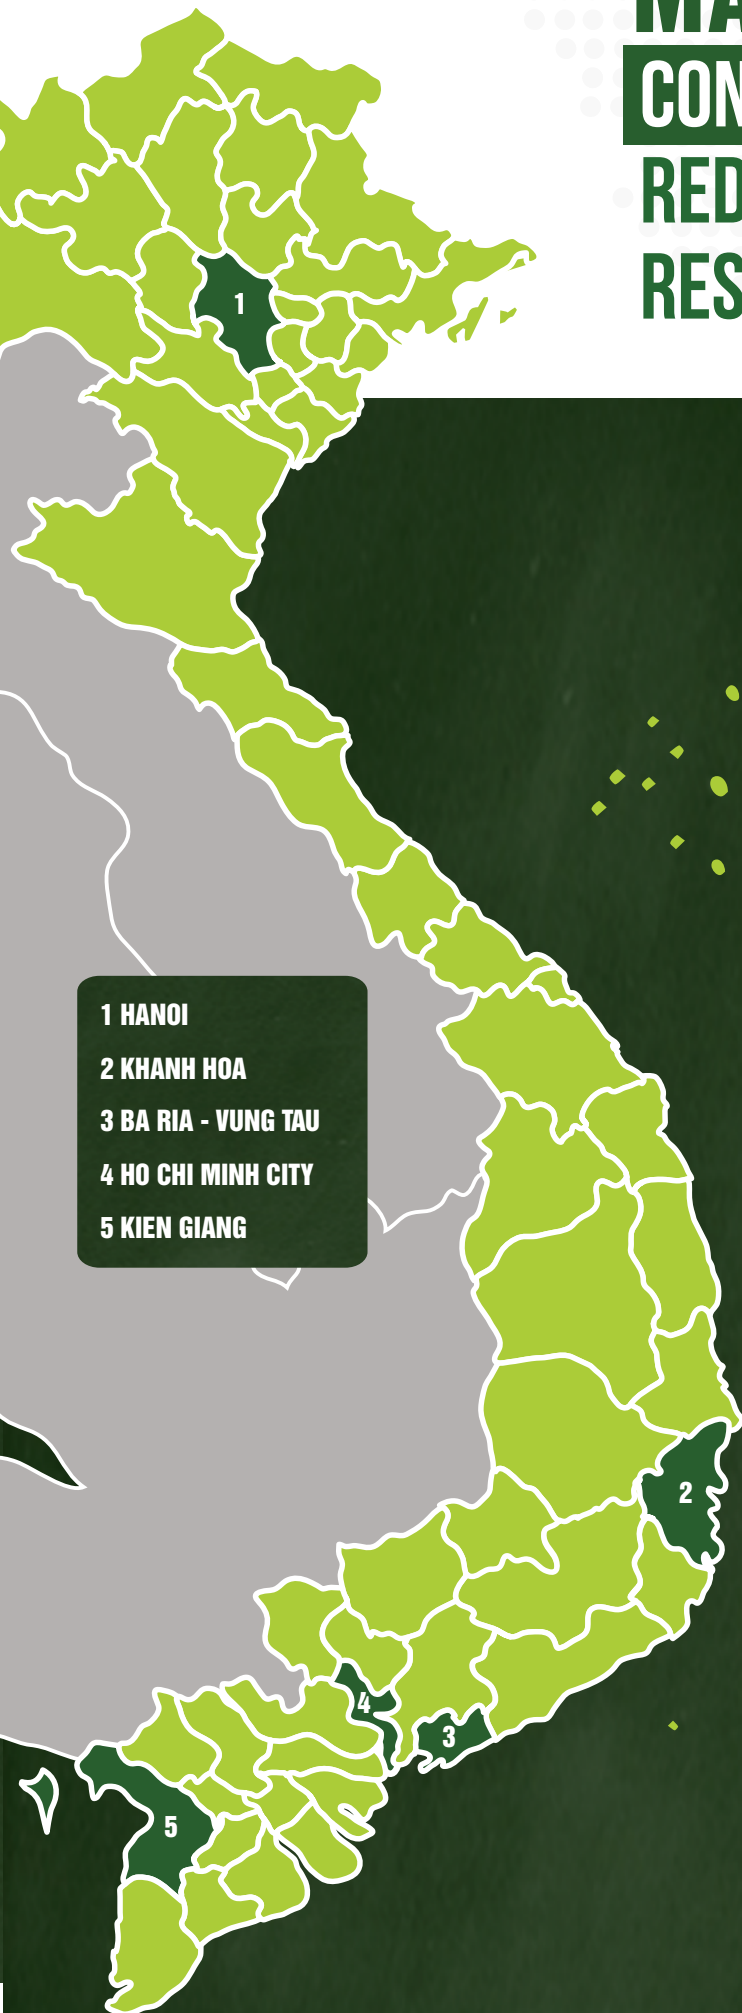 MA
CON
RED
RES
1
1 HANOI
2 KHANH HOA
3 BA RIA - VUNG TAU
4 HO CHI MINH CITY
5 KIEN GIANG
2
4
3
5